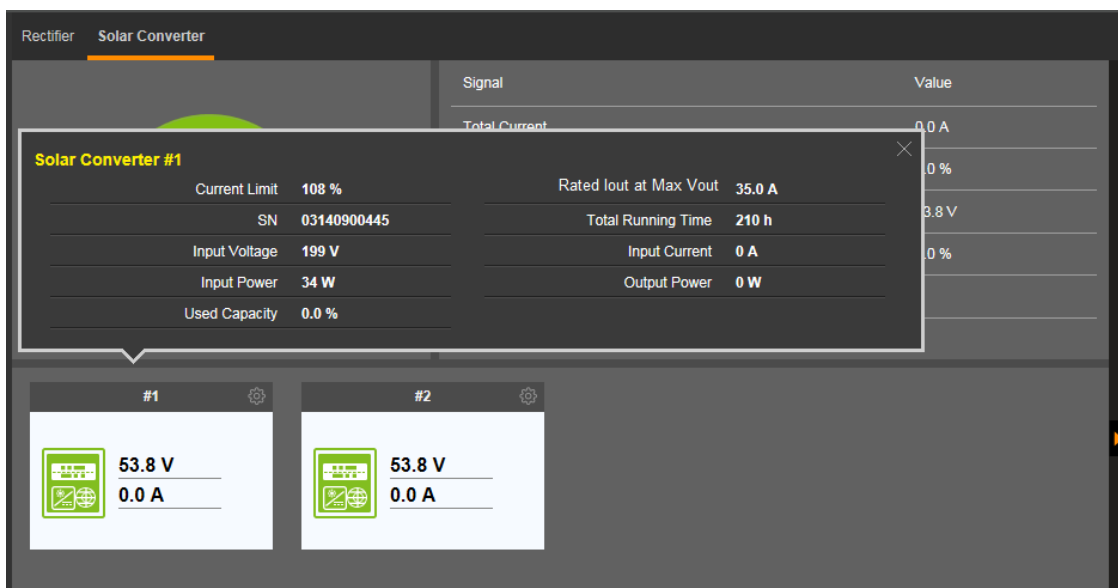 Rectifier Solar Converter
Signal Value
Total Current 0.0 A
Solar Converter #1
Current Limit 108 % Rated Iout at Max Vout 35.0 A
.0 %
SN 03140900445 Total Running Time 210 h
3.8 V
Input Voltage 199 V Input Current 0 A
.0 %
Input Power 34 W Output Power 0 W
Used Capacity 0.0 %
#1 #2
53.8 V 53.8 V
0.0 A 0.0 A